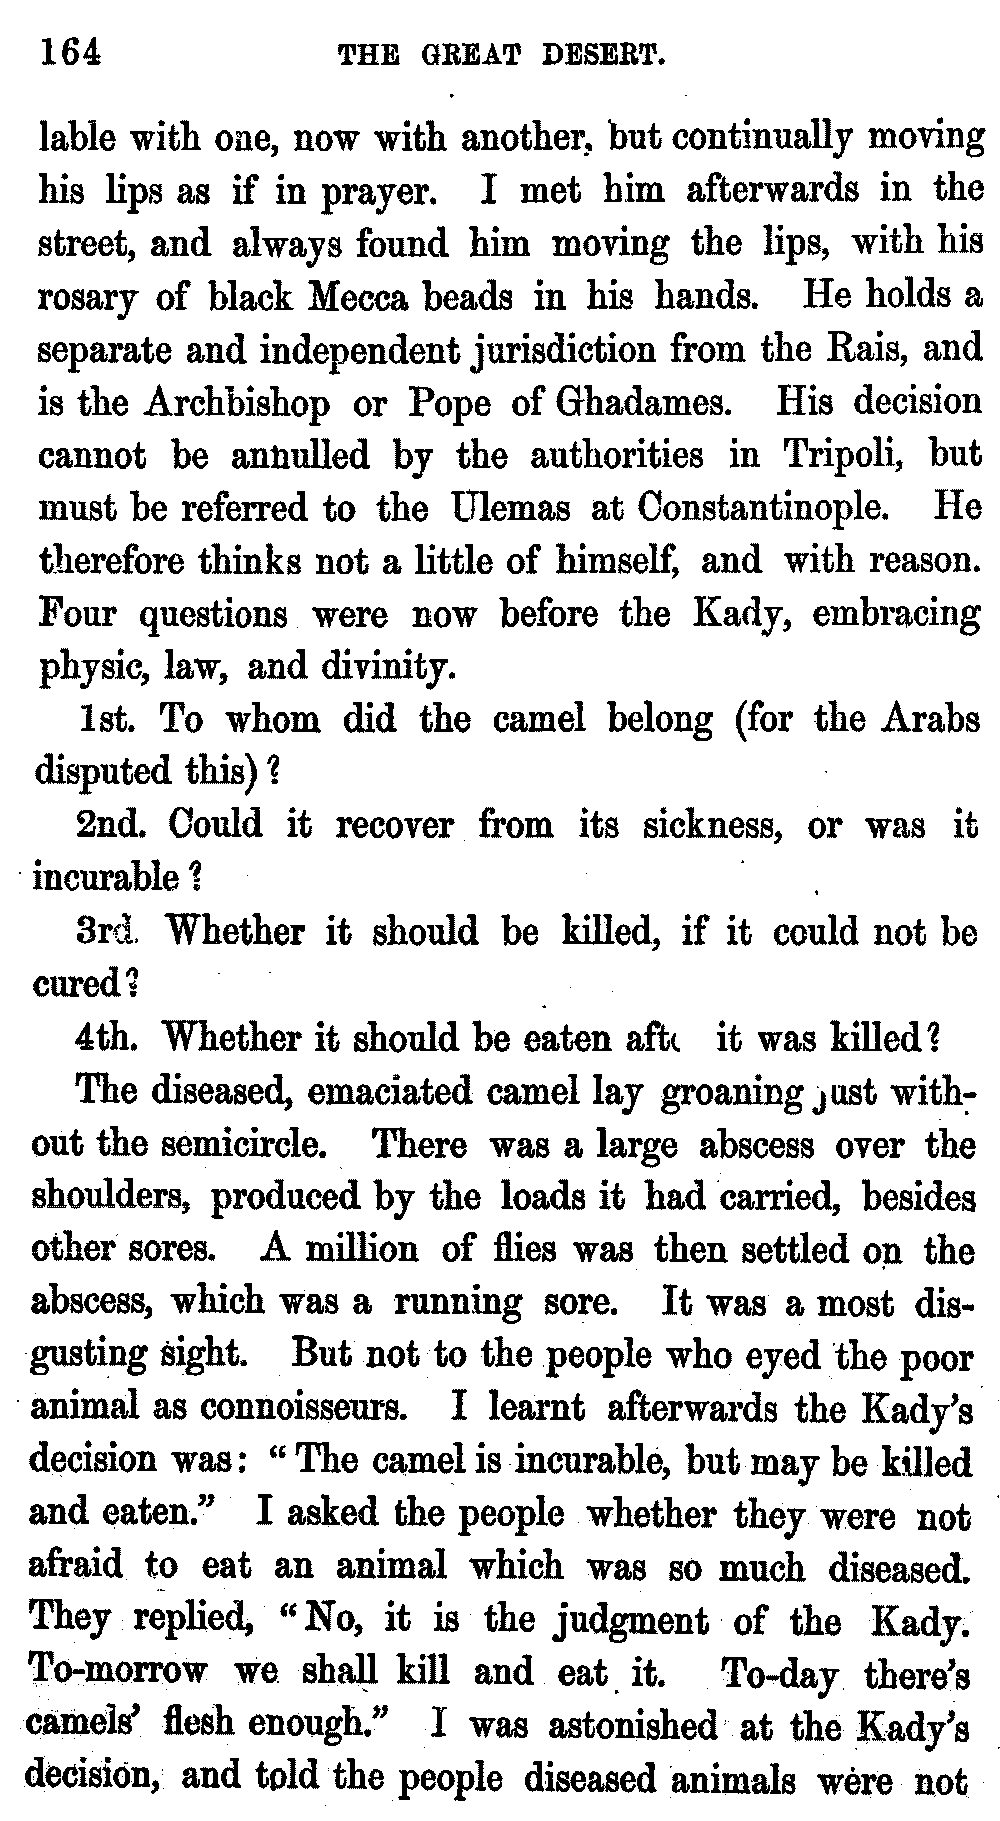 164 THE GREAT DESERT.
lable with one, now with another, but continually moving
his lips as if in prayer. I met him afterwards in the
street, and always found him moving the lips, with his
rosary of black Mecca beads in his hands. He holds a
separate and independent jurisdiction from the Rais, and
is the Archbishop or Pope of Ghadames. His decision
cannot be annulled by the authorities in Tripoli, but
must be referred to the Ulemas at Constantinople. He
therefore thinks not a little of himself, and with reason.
Four questions were now before the Kady, embracing
physic, law, and divinity.
1st. To whom did the camel belong (for the Arabs
disputed this)?
2nd. Could it recover from its sickness, or was it
incurable?
3rd. Whether it should be killed, if it could not be
cured?
4th. Whether it should be eaten afte it was killed?
The diseased, emaciated camel lay groaning just with-
out the semicircle. There was a large abscess over the
shoulders, produced by the loads it had carried, besides
other sores. A million of flies was then settled on the
abscess, which was a running sore. It was a most dis-
gusting sight. But not to the people who eyed the poor
animal as connoisseurs. I learnt afterwards the Kady's
decision was: "The camel is incurable, but may be killed
and eaten." I asked the people whether they were not
afraid to eat an animal which was so much diseased.
They replied, "No, it is the judgment of the Kady.
To-morrow we shall kill and eat it. To-day there's
camels' flesh enough." I was astonished at the Kady's
decision, and told the people diseased animals were not